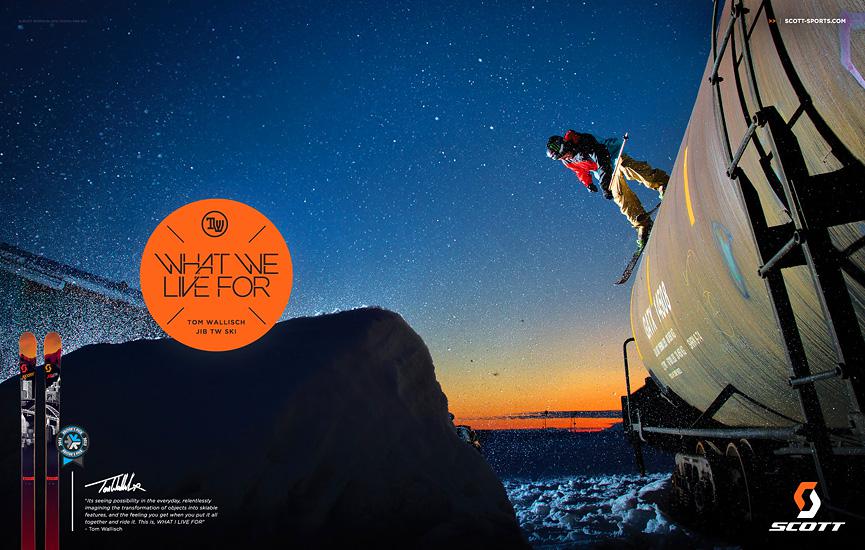 SCOTT-SPORTS.COM
TW
WHAT WE
LIVE FOR
TOM WALLISCH
JIB TW SKI
"Its seeing possibility in the everyday, relentlessly
imagining the transformation of objects into skiable
features, and the feeling you get when you put it all
together and ride it. This is, WHAT I LIVE FOR"
- Tom Wallisch
SCOTT